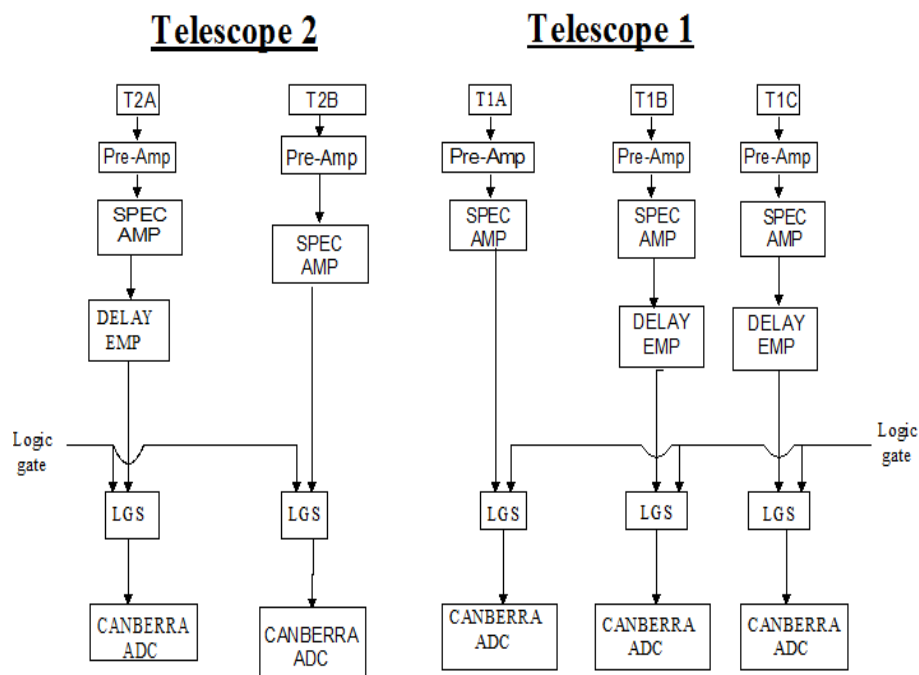 Telescope 2
Telescope 1
T2A
T2B
T1A
T1B
T1C
Pre-Amp
Pre-Amp
Pre-Amp
Pre-Amp
Pre-Amp
SPEC
AMP
SPEC
AMP
SPEC
AMP
SPEC
AMP
SPEC
AMP
DELAY
EMP
DELAY
EMP
DELAY
EMP
Logic
gate
Logic
gate
LGS
LGS
LGS
LGS
LGS
CANBERRA
ADC
CANBERRA
ADC
CANBERRA
ADC
CANBERRA
ADC
CANBERRA
ADC